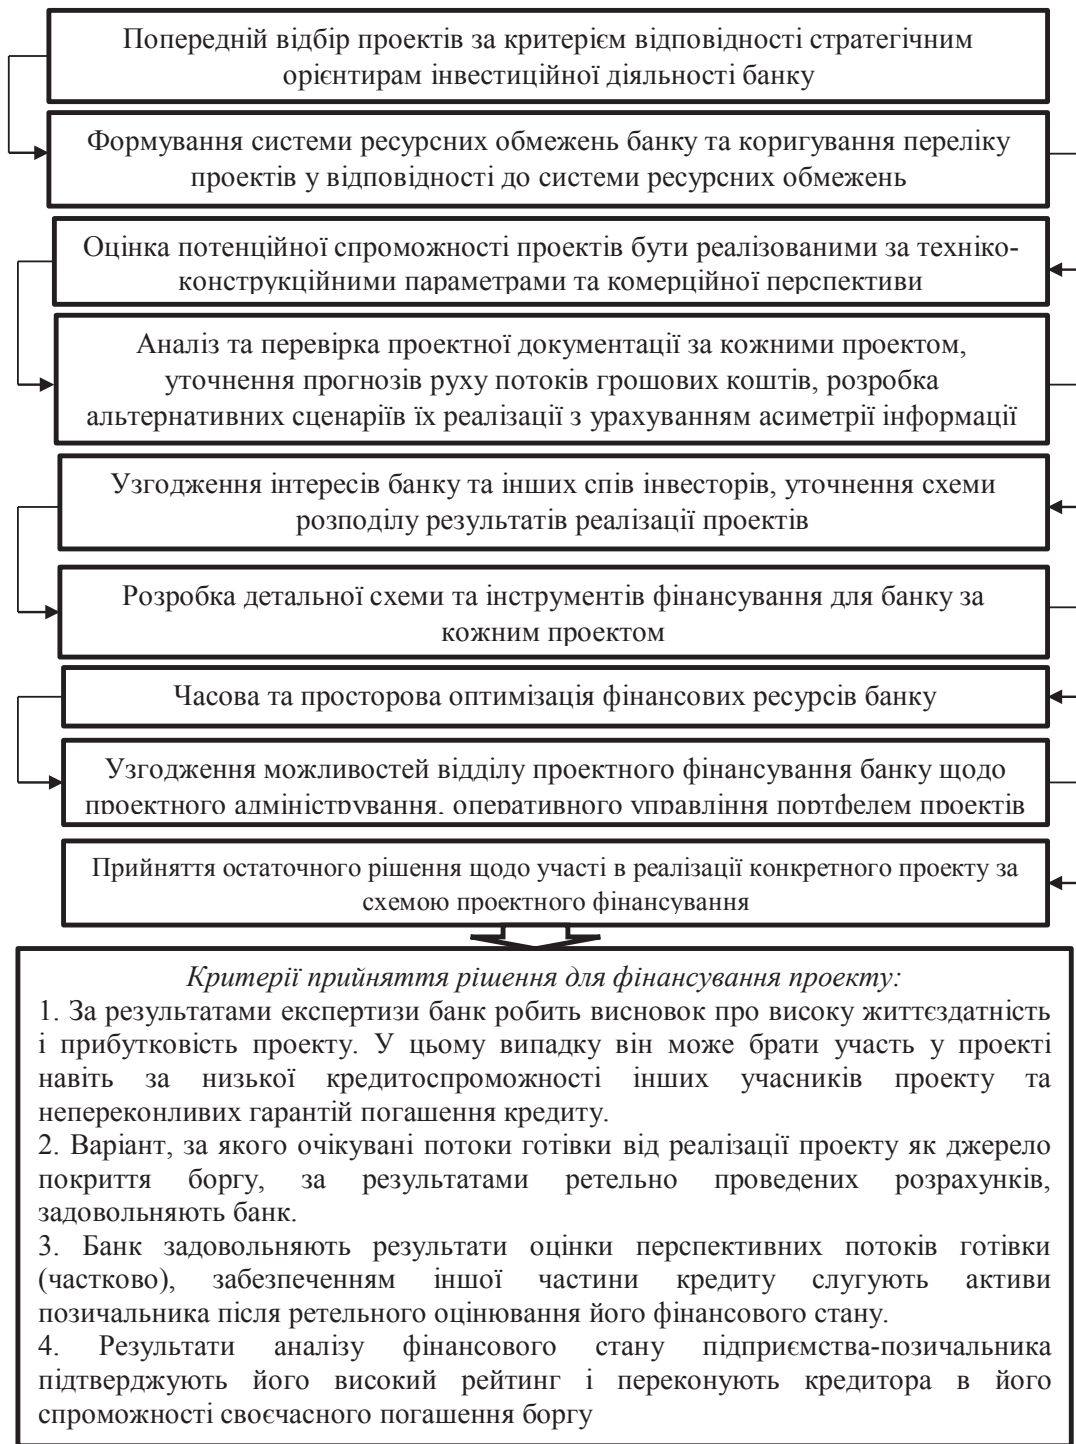 Попередній відбір проектів за критерієм відповідності стратегічним
орієнтирам інвестиційної діяльності банку
Формування системи ресурсних обмежень банку та коригування переліку
проектів у відповідності до системи ресурсних обмежень
Оцінка потенційної спроможності проектів бути реалізованими за техніко-
конструкційними параметрами та комерційної перспективи
Аналіз та перевірка проектної документації за кожними проектом,
уточнення прогнозів руху потоків грошових коштів, розробка
альтернативних сценаріїв їх реалізації з урахуванням асиметрії інформації
Узгодження інтересів банку та інших спів інвесторів, уточнення схеми
розподілу результатів реалізації проектів
Розробка детальної схеми та інструментів фінансування для банку за
кожним проектом
Часова та просторова оптимізація фінансових ресурсів банку
Узгодження можливостей відділу проектного фінансування банку щодо
проектного адміністрування, оперативного управління портфелем проектів
Прийняття остаточного рішення щодо участі в реалізації конкретного проекту за
схемою проектного фінансування
Критерії прийняття рішення для фінансування проекту:
1. За результатами експертизи банк робить висновок про високу життєздатність
і прибутковість проекту. У цьому випадку він може брати участь у проекті
навіть за низької кредитоспроможності інших учасників проекту та
непереконливих гарантій погашення кредиту.
2. Варіант, за якого очікувані потоки готівки від реалізації проекту як джерело
покриття боргу, за результатами ретельно проведених розрахунків,
задовольняють банк.
3. Банк задовольняють результати оцінки перспективних потоків готівки
(частково), забезпеченням іншої частини кредиту слугують активи
позичальника після ретельного оцінювання його фінансового стану.
4. Результати аналізу фінансового стану підприємства-позичальника
підтверджують його високий рейтинг і переконують кредитора в його
спроможності своєчасного погашення боргу